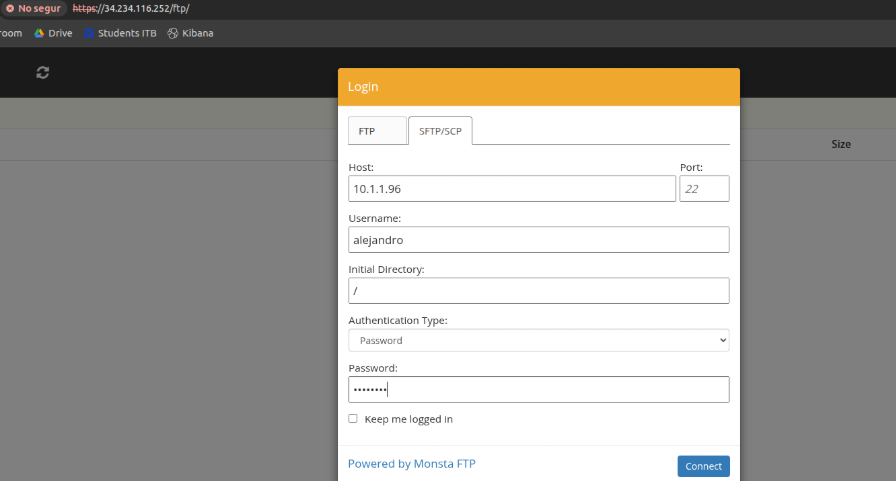 No segur https://34.234.116.252/ftp/
room Drive Students ITB Kibana
Login
FTP SFTP/SCP
Size
Host: Port:
10.1.1.96 22
Username:
alejandro
Initial Directory:
/
Authentication Type:
Password
Password:
••••••••
Keep me logged in
Powered by Monsta FTP Connect